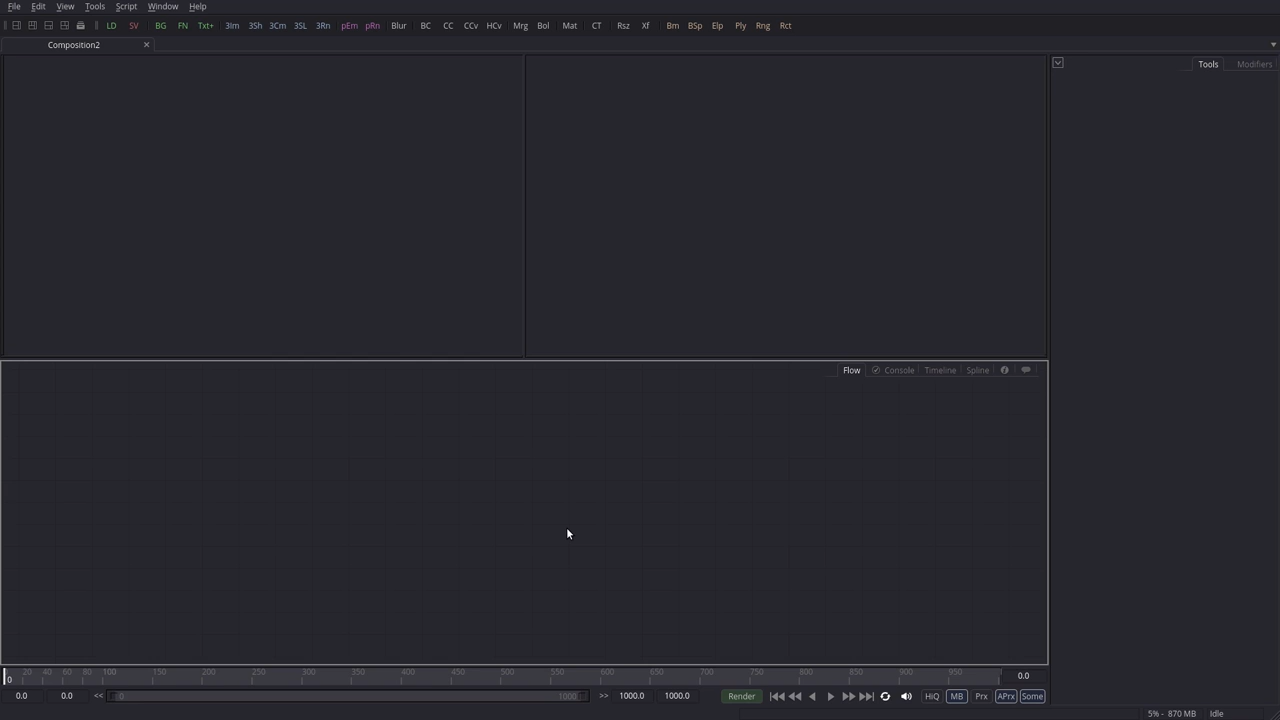 File Edit View Tools Script Window Help
LD SV BG FN Txt+ 3Im 3Sh 3Cm 3SL 3Rn pEm pRn Blur BC CC CCv HCv Mrg Bol Mat CT Rsz Xf Bm BSp Elp Ply Rng Rct
Composition2
Tools Modifiers
Flow Console Timeline Spline
0 20 40 60 80 100 150 200 250 300 350 400 450 500 550 600 650 700 750 800 850 900 950 0.0
0.0 0.0 << 0 1000 >> 1000.0 1000.0 Render HiQ MB Prx APrx Some
5% - 870 MB Idle